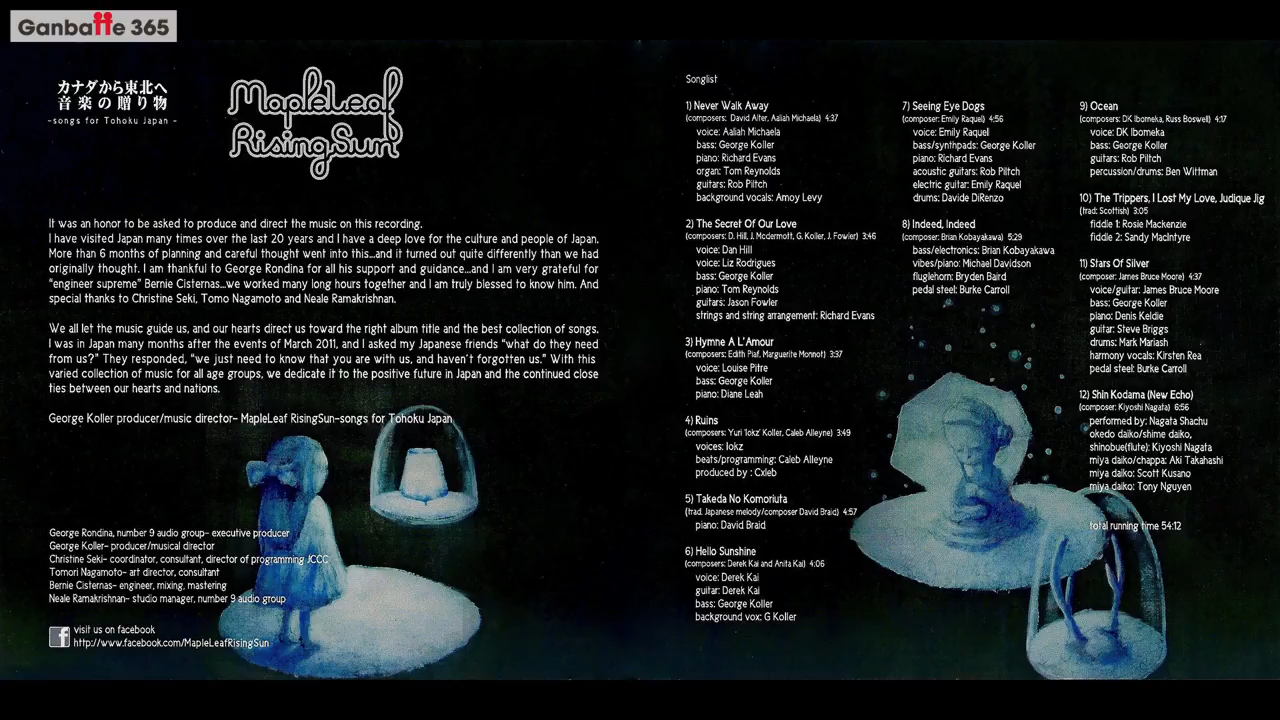 Ganbatte 365
カナダから東北へ
音楽の贈り物
-songs for Tohoku Japan -
MapleLeaf
RisingSun
It was an honor to be asked to produce and direct the music on this recording.
I have visited Japan many times over the last 20 years and I have a deep love for the culture and people of Japan.
More than 6 months of planning and careful thought went into this...and it turned out quite differently than we had
originally thought. I am thankful to George Rondina for all his support and guidance...and I am very grateful for
"engineer supreme" Bernie Cisternas...we worked many long hours together and I am truly blessed to know him. And
special thanks to Christine Seki, Tomo Nagamoto and Neale Ramakrishnan.
We all let the music guide us, and our hearts direct us toward the right album title and the best collection of songs.
I was in Japan many months after the events of March 2011, and I asked my Japanese friends "what do they need
from us?" They responded, "we just need to know that you are with us, and haven't forgotten us." With this
varied collection of music for all age groups, we dedicate it to the positive future in Japan and the continued close
ties between our hearts and nations.
George Koller producer/music director- MapleLeaf RisingSun-songs for Tohoku Japan
George Rondina, number 9 audio group- executive producer
George Koller- producer/musical director
Christine Seki- coordinator, consultant, director of programming JCCC
Tomori Nagamoto- art director, consultant
Bernie Cisternas- engineer, mixing, mastering
Neale Ramakrishnan- studio manager, number 9 audio group
f visit us on facebook
http://www.facebook.com/MapleLeafRisingSun
Songlist
1) Never Walk Away
(composers: David Alter, Aaliah Michaela) 4:37
voice: Aaliah Michaela
bass: George Koller
piano: Richard Evans
organ: Tom Reynolds
guitars: Rob Piltch
background vocals: Amoy Levy
2) The Secret Of Our Love
(composers: D. Hill, J. Mcdermott, G. Koller, J. Fowler) 3:46
voice: Dan Hill
voice: Liz Rodrigues
bass: George Koller
piano: Tom Reynolds
guitars: Jason Fowler
strings and string arrangement: Richard Evans
3) Hymne A L'Amour
(composers: Edith Piaf, Marguerite Monnot) 3:37
voice: Louise Pitre
bass: George Koller
piano: Diane Leah
4) Ruins
(composers: Yuri 'Iokz' Koller, Caleb Alleyne) 3:49
voices: Iokz
beats/programming: Caleb Alleyne
produced by : Cxleb
5) Takeda No Komoriuta
(trad. Japanese melody/composer David Braid) 4:57
piano: David Braid
6) Hello Sunshine
(composers: Derek Kai and Anita Kai) 4:06
voice: Derek Kai
guitar: Derek Kai
bass: George Koller
background vox: G Koller
7) Seeing Eye Dogs
(composer: Emily Raquel) 4:56
voice: Emily Raquel
bass/synthpads: George Koller
piano: Richard Evans
acoustic guitars: Rob Piltch
electric guitar: Emily Raquel
drums: Davide DiRenzo
8) Indeed, Indeed
(composer: Brian Kobayakawa) 5:29
bass/electronics: Brian Kobayakawa
vibes/piano: Michael Davidson
fluglehorn: Bryden Baird
pedal steel: Burke Carroll
9) Ocean
(composers: DK Ibomeka, Russ Boswell) 4:17
voice: DK Ibomeka
bass: George Koller
guitars: Rob Piltch
percussion/drums: Ben Wittman
10) The Trippers, I Lost My Love, Judique Jig
(trad: Scottish) 3:05
fiddle 1: Rosie Mackenzie
fiddle 2: Sandy MacIntyre
11) Stars Of Silver
(composer: James Bruce Moore) 4:37
voice/guitar: James Bruce Moore
bass: George Koller
piano: Denis Keldie
guitar: Steve Briggs
drums: Mark Mariash
harmony vocals: Kirsten Rea
pedal steel: Burke Carroll
12) Shin Kodama (New Echo)
(composer: Kiyoshi Nagata) 6:56
performed by: Nagata Shachu
okedo daiko/shime daiko,
shinobue(flute): Kiyoshi Nagata
miya daiko/chappa: Aki Takahashi
miya daiko: Scott Kusano
miya daiko: Tony Nguyen
total running time 54:12